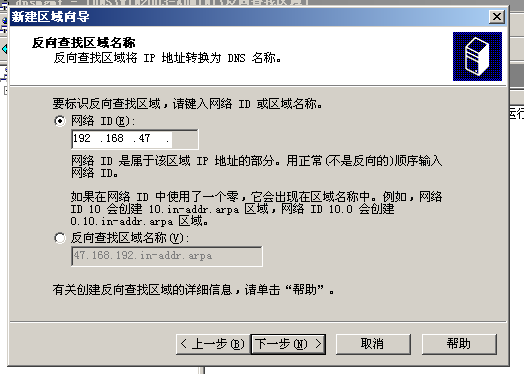 新建区域向导
反向查找区域名称
反向查找区域将 IP 地址转换为 DNS 名称。
要标识反向查找区域，请键入网络 ID 或区域名称。
网络 ID(E):
192 .168 .47 .
网络 ID 是属于该区域 IP 地址的部分。用正常(不是反向的)顺序输入
网络 ID。
如果在网络 ID 中使用了一个零，它会出现在区域名称中。例如，网络
ID 10 会创建 10.in-addr.arpa 区域，网络 ID 10.0 会创建
0.10.in-addr.arpa 区域。
反向查找区域名称(V):
47.168.192.in-addr.arpa
有关创建反向查找区域的详细信息，请单击“帮助”。
< 上一步(B) 下一步(N) > 取消 帮助
运行